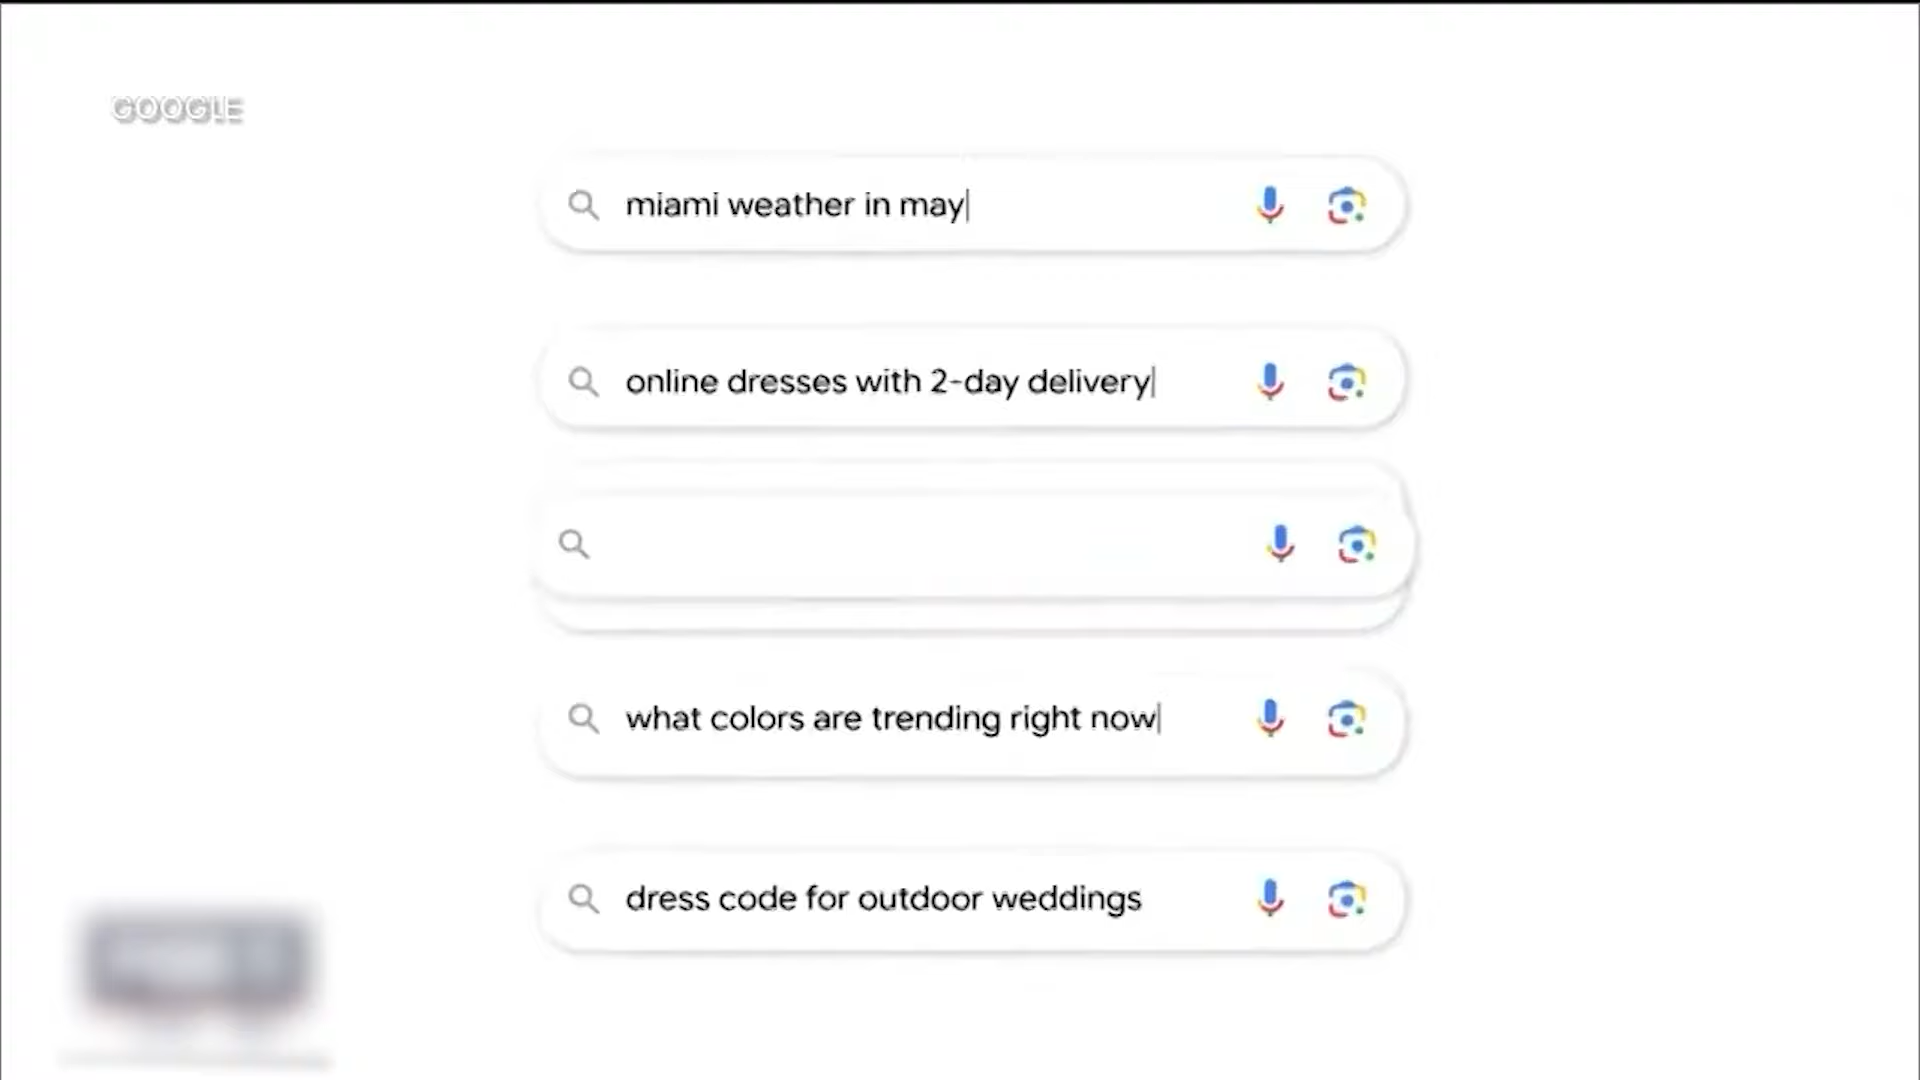 GOOGLE
miami weather in may
online dresses with 2-day delivery
what colors are trending right now
dress code for outdoor weddings